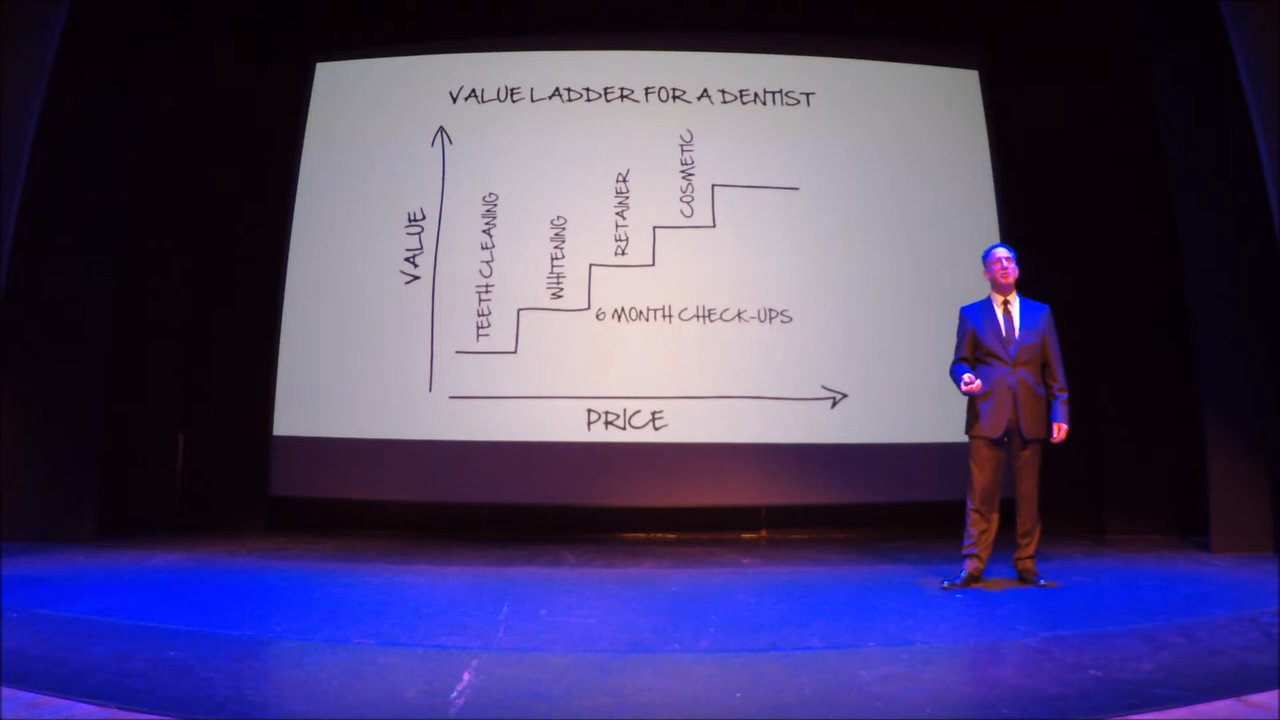 VALUE LADDER FOR A DENTIST
VALUE
TEETH CLEANING
WHITENING
RETAINER
COSMETIC
6 MONTH CHECK-UPS
PRICE